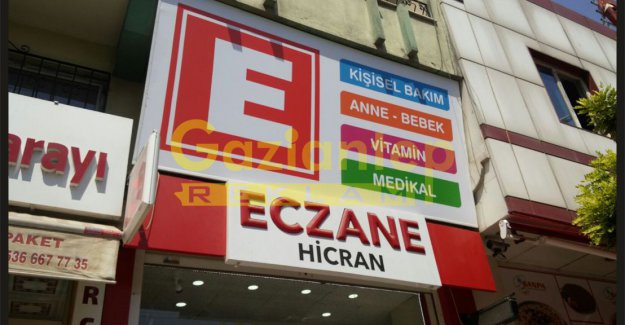 E
KİŞİSEL BAKIM
ANNE - BEBEK
VİTAMİN
MEDİKAL
Gaziantep
REKLAM
ECZANE
HİCRAN
arayı
PAKET
536 667 77 35